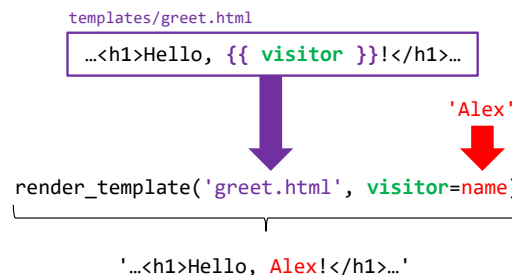 templates/greet.html
…<h1>Hello, {{ visitor }}!</h1>…
'Alex'
render_template('greet.html', visitor=name)
'…<h1>Hello, Alex!</h1>…'